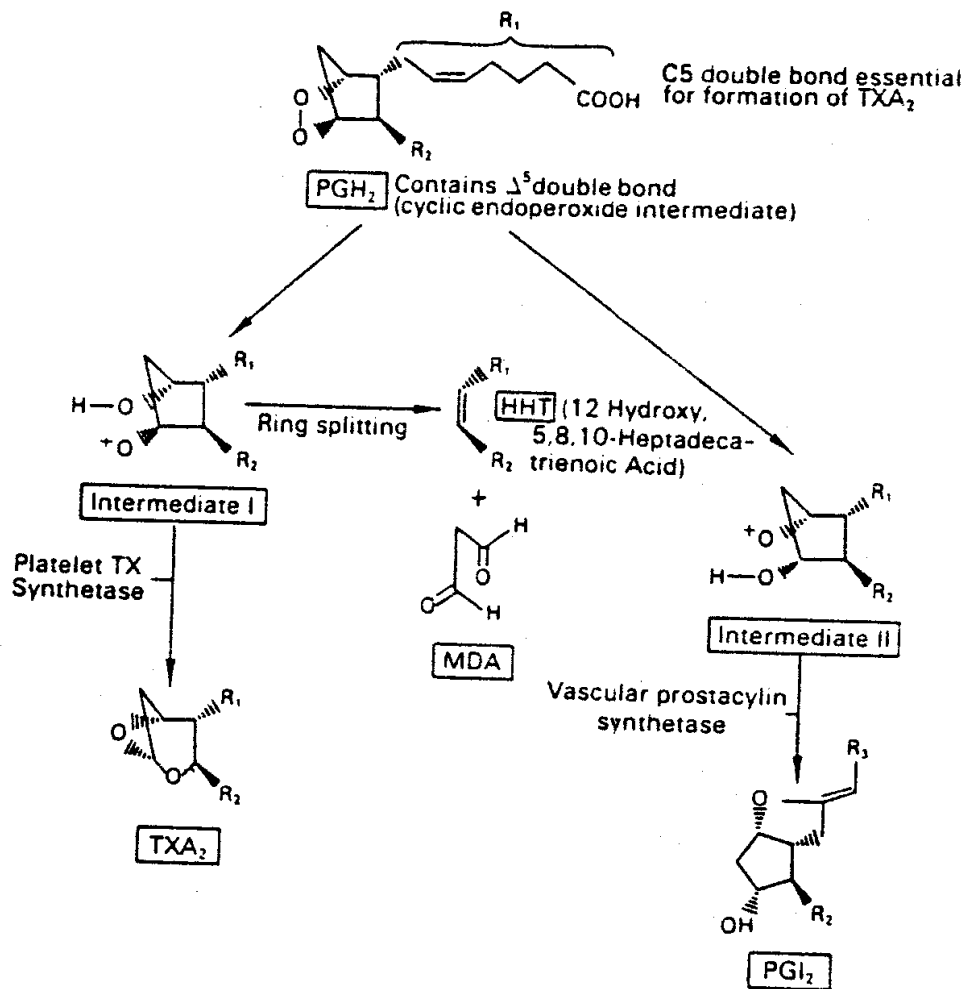 R₁
COOH
C5 double bond essential
for formation of TXA₂
O
O
R₂
PGH₂ Contains Δ⁵ double bond
(cyclic endoperoxide intermediate)
R₁
H—O
⁺O
R₂
Intermediate I
Ring splitting
R₁
R₂
HHT (12 Hydroxy,
5,8,10-Heptadeca-
trienoic Acid)
+
H
O
O
H
MDA
R₁
⁺O
H—O
R₂
Intermediate II
Platelet TX
Synthetase
Vascular prostacylin
synthetase
R₁
O
O
R₂
TXA₂
R₃
O
OH
R₂
PGI₂